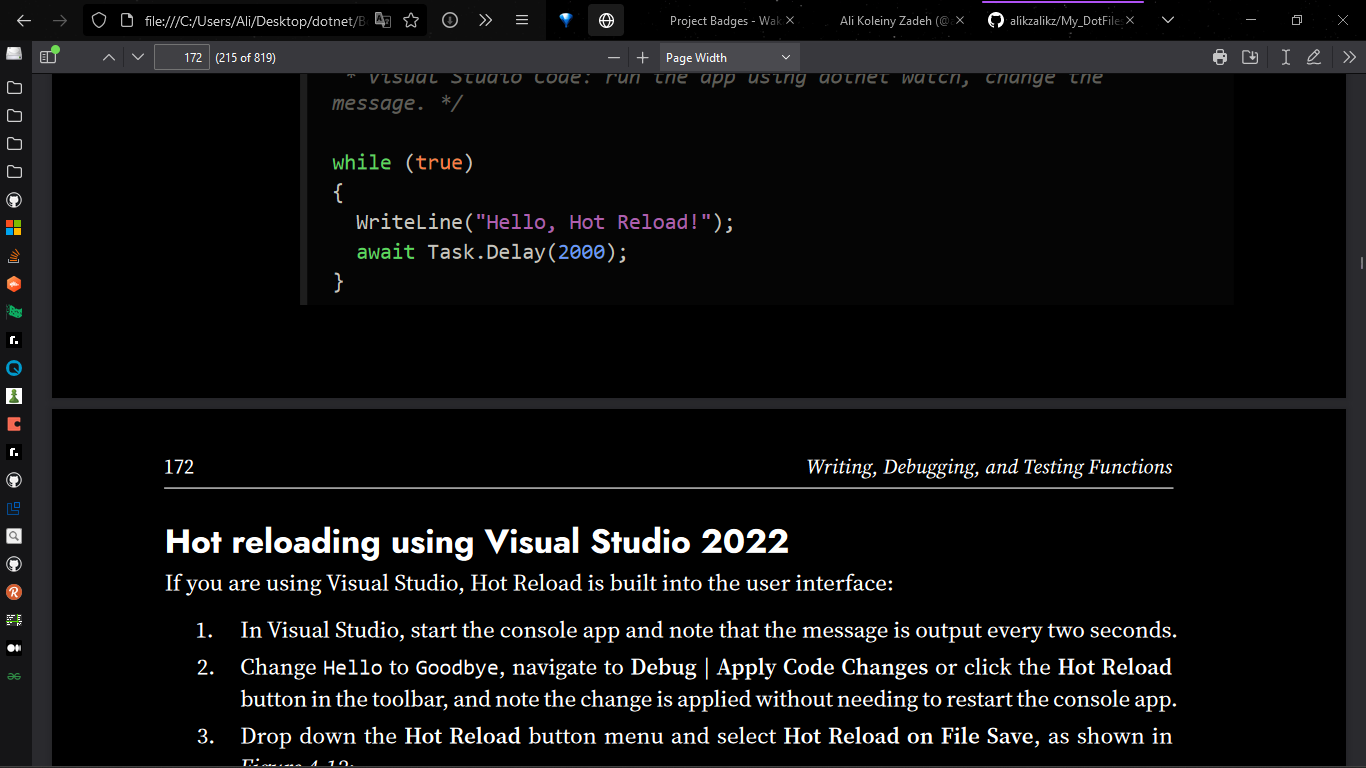 file:///C:/Users/Ali/Desktop/dotnet/B
Project Badges - Wak
Ali Koleiny Zadeh (@a
alikzalikz/My_DotFiles
172 (215 of 819)
Page Width
* Visual Studio Code: run the app using dotnet watch, change the
message. */
while (true)
{
WriteLine("Hello, Hot Reload!");
await Task.Delay(2000);
}
172 Writing, Debugging, and Testing Functions
Hot reloading using Visual Studio 2022
If you are using Visual Studio, Hot Reload is built into the user interface:
1. In Visual Studio, start the console app and note that the message is output every two seconds.
2. Change Hello to Goodbye, navigate to Debug | Apply Code Changes or click the Hot Reload
button in the toolbar, and note the change is applied without needing to restart the console app.
3. Drop down the Hot Reload button menu and select Hot Reload on File Save, as shown in
Figure 4.12: